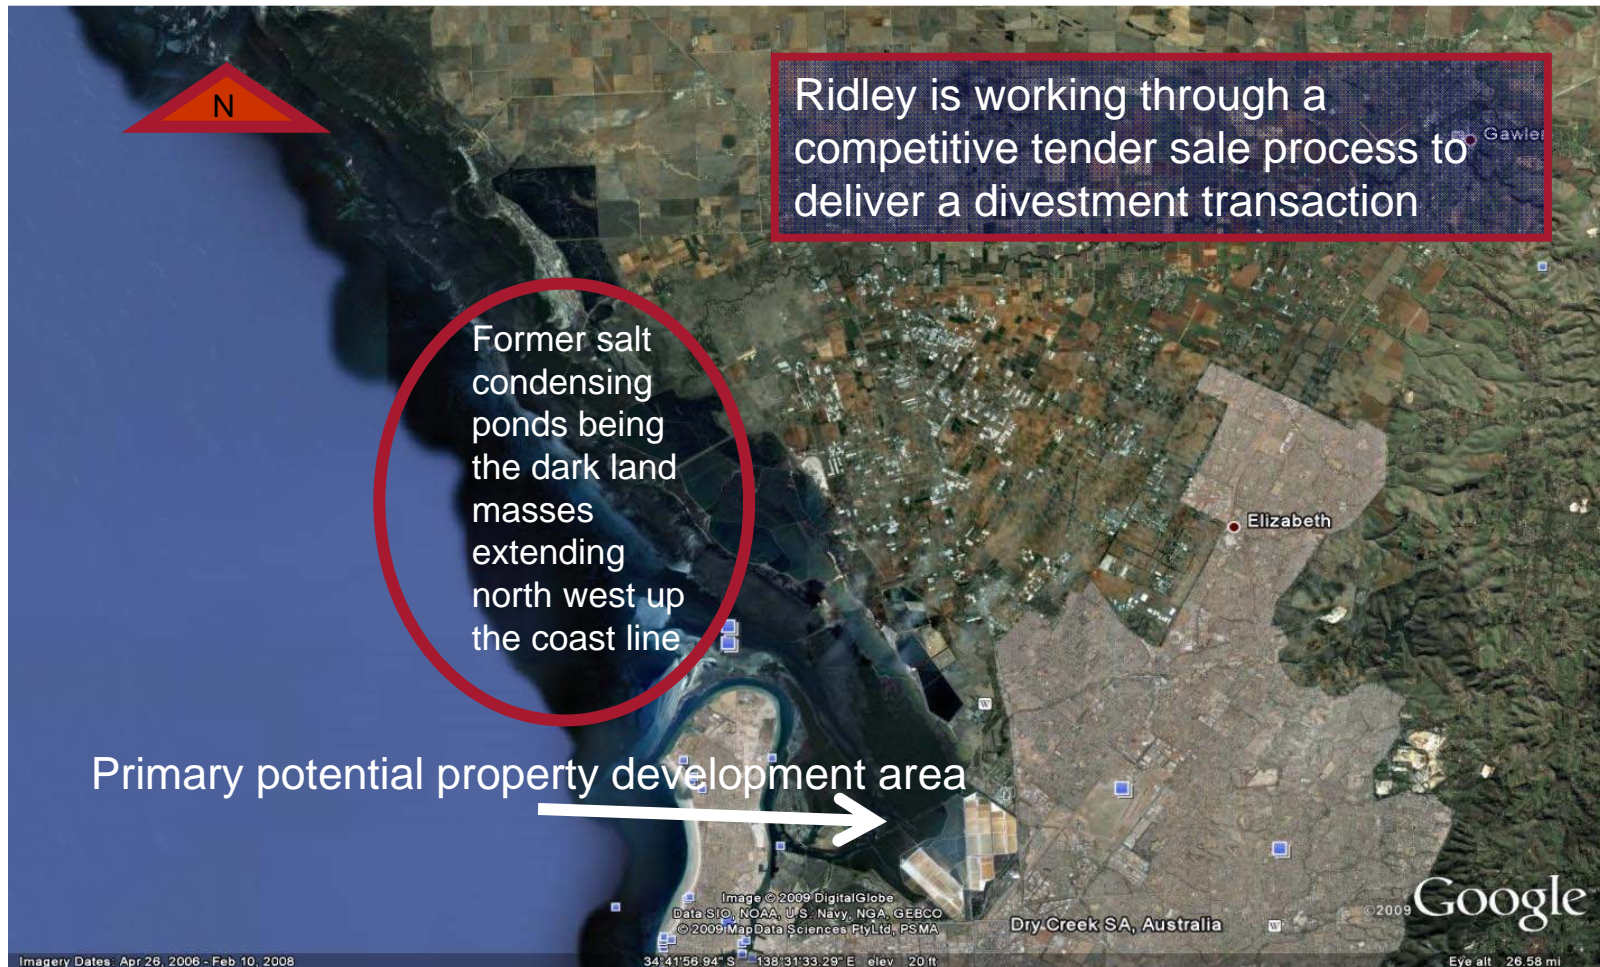 N
Ridley is working through a
competitive tender sale process to
deliver a divestment transaction
Gawler
Former salt
condensing
ponds being
the dark land
masses
extending
north west up
the coast line
Elizabeth
W
Primary potential property development area
Image © 2009 DigitalGlobe
Data SIO, NOAA, U.S. Navy, NGA, GEBCO
© 2009 MapData Sciences PtyLtd, PSMA
Dry Creek SA, Australia
W
©2009 Google
Imagery Dates: Apr 26, 2006 - Feb 10, 2008
34°41'56.94" S 138°31'33.29" E elev 20 ft
Eye alt 26.58 mi